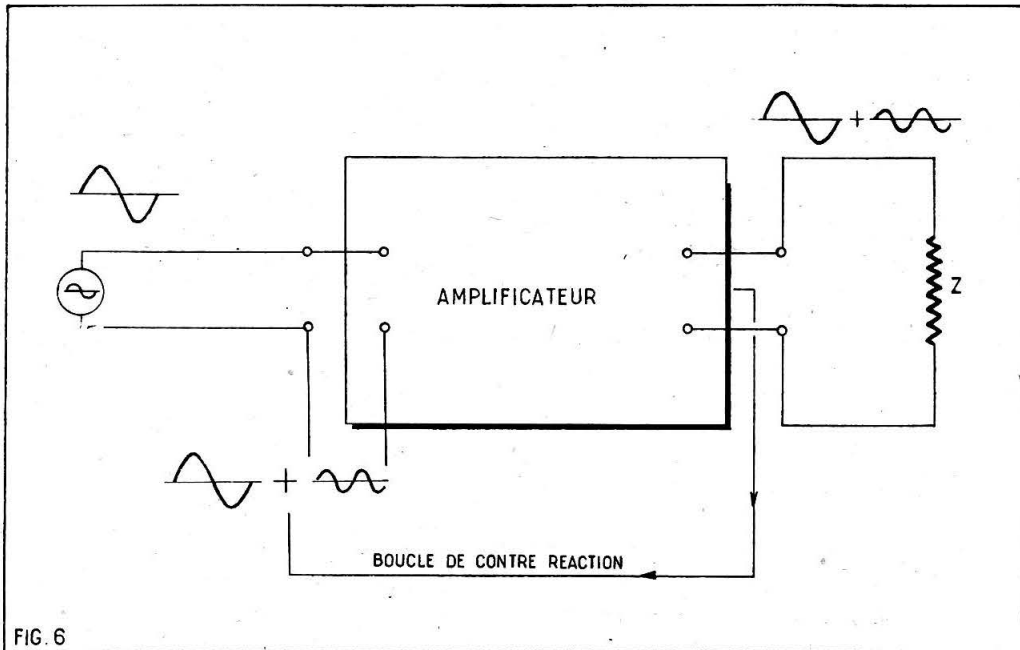 +
AMPLIFICATEUR
Z
+
BOUCLE DE CONTRE REACTION
FIG. 6